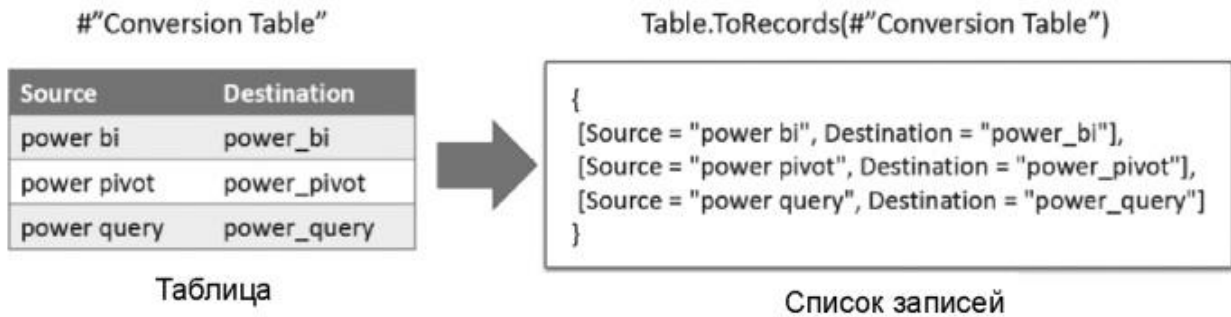 #"Conversion Table"
Source Destination
power bi power_bi
power pivot power_pivot
power query power_query
Таблица
Table.ToRecords(#"Conversion Table")
{
[Source = "power bi", Destination = "power_bi"],
[Source = "power pivot", Destination = "power_pivot"],
[Source = "power query", Destination = "power_query"]
}
Список записей